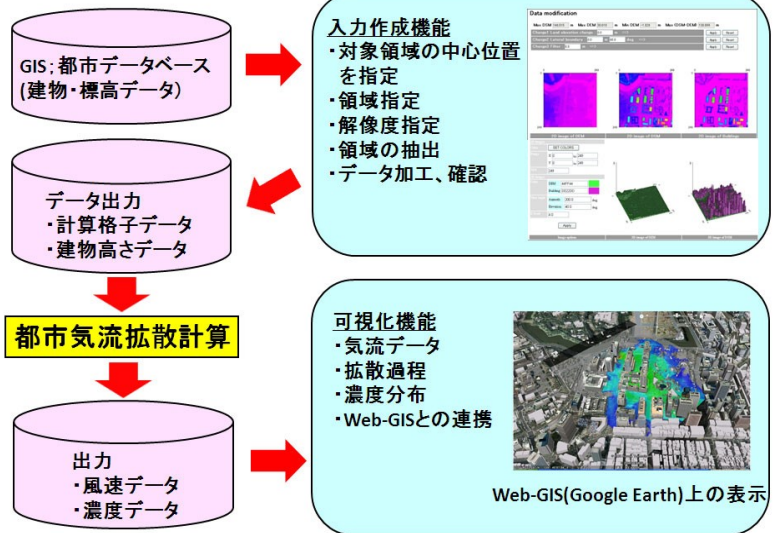 GIS;都市データベース
(建物・標高データ)
入力作成機能
・対象領域の中心位置
を指定
・領域指定
・解像度指定
・領域の抽出
・データ加工、確認
Data modification
データ出力
・計算格子データ
・建物高さデータ
都市気流拡散計算
出力
・風速データ
・濃度データ
可視化機能
・気流データ
・拡散過程
・濃度分布
・Web-GISとの連携
Web-GIS(Google Earth)上の表示